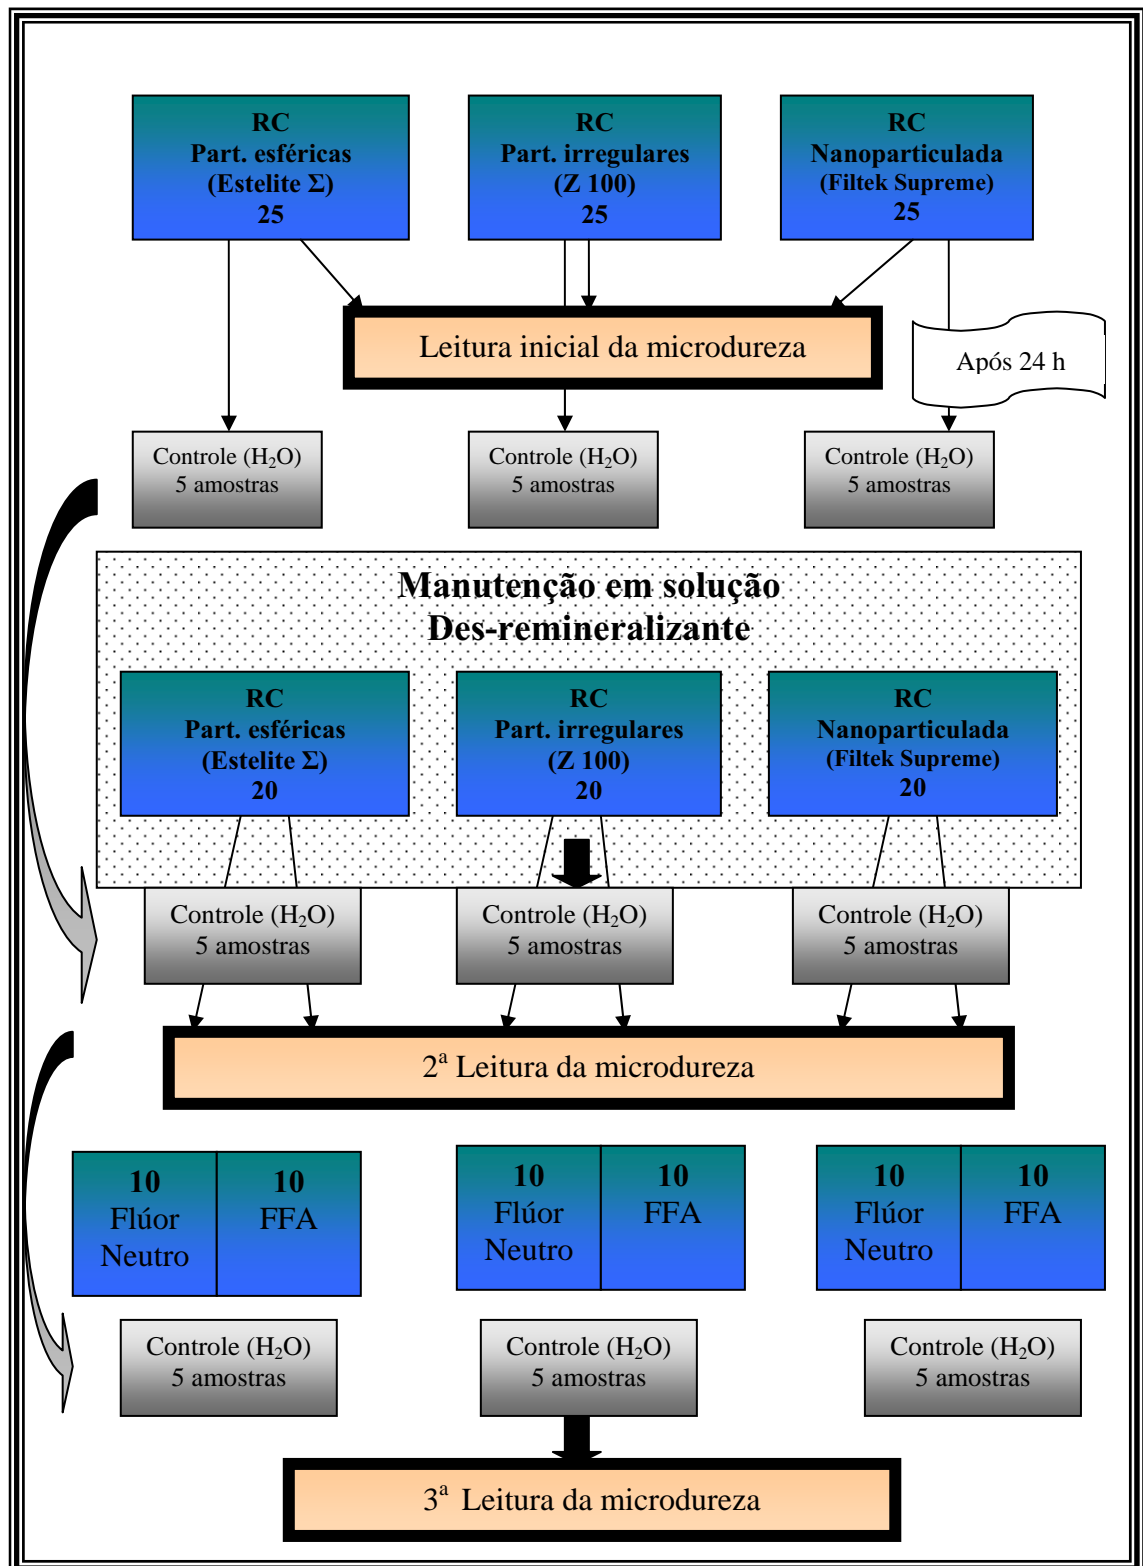 RC
Part. esféricas
(Estelite Σ)
25
RC
Part. irregulares
(Z 100)
25
RC
Nanoparticulada
(Filtek Supreme)
25
Leitura inicial da microdureza
Após 24 h
Controle (H₂O)
5 amostras
Controle (H₂O)
5 amostras
Controle (H₂O)
5 amostras
Manutenção em solução
Des-remineralizante
RC
Part. esféricas
(Estelite Σ)
20
RC
Part. irregulares
(Z 100)
20
RC
Nanoparticulada
(Filtek Supreme)
20
Controle (H₂O)
5 amostras
Controle (H₂O)
5 amostras
Controle (H₂O)
5 amostras
2ª Leitura da microdureza
10
Flúor
Neutro
10
FFA
10
Flúor
Neutro
10
FFA
10
Flúor
Neutro
10
FFA
Controle (H₂O)
5 amostras
Controle (H₂O)
5 amostras
Controle (H₂O)
5 amostras
3ª Leitura da microdureza